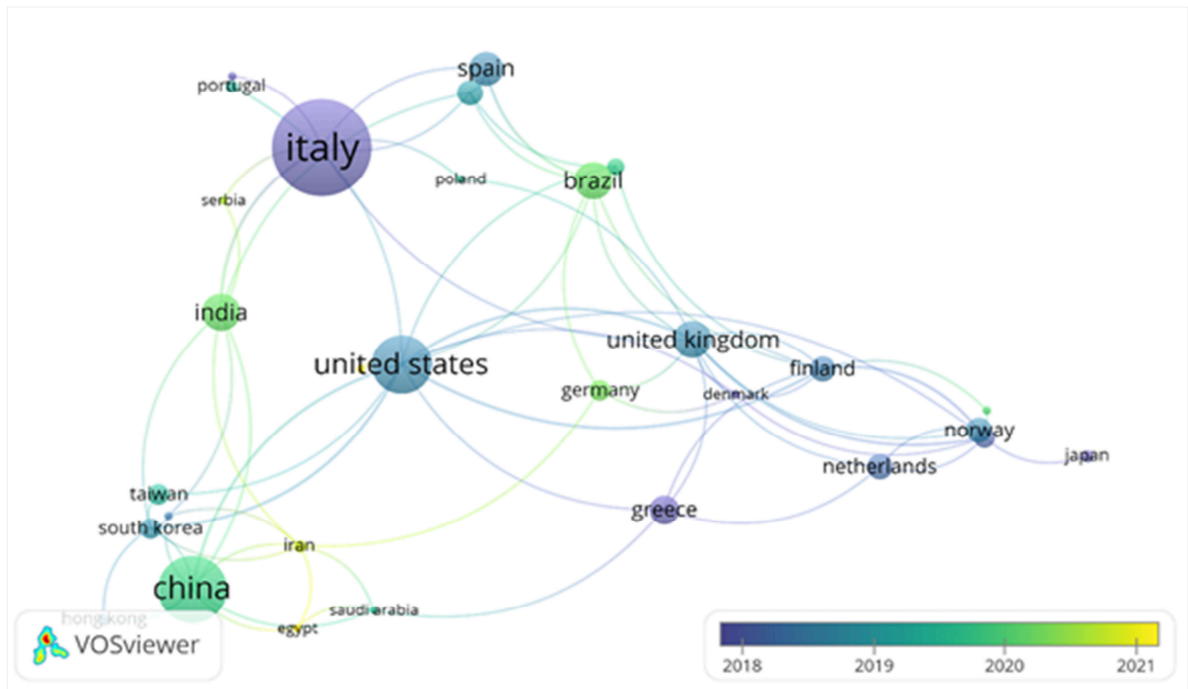 spain
portugal
italy
poland
brazil
serbia
india
united kingdom
united states
finland
germany
denmark
norway
japan
netherlands
taiwan
greece
south korea
iran
china
saudi arabia
hong kong
egypt
VOSviewer
2018 2019 2020 2021